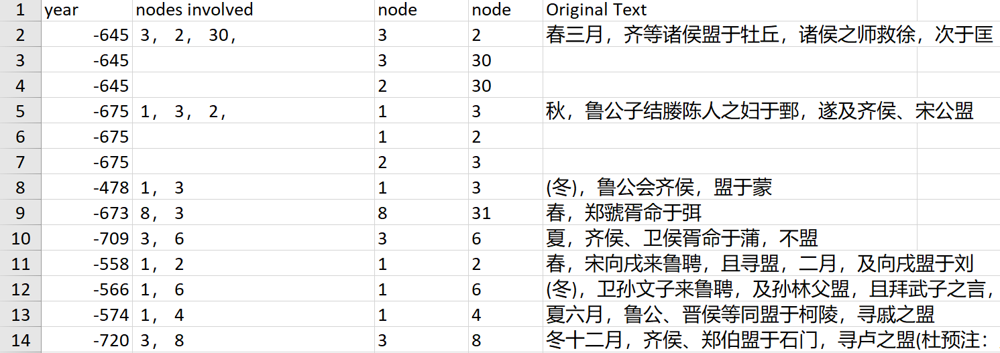 1 year nodes involved node node Original Text
2 -645 3， 2， 30， 3 2 春三月，齐等诸侯盟于牡丘，诸侯之师救徐，次于匡
3 -645 3 30
4 -645 2 30
5 -675 1， 3， 2， 1 3 秋，鲁公子结媵陈人之妇于鄄，遂及齐侯、宋公盟
6 -675 1 2
7 -675 2 3
8 -478 1， 3 1 3 (冬)，鲁公会齐侯，盟于蒙
9 -673 8， 3 8 31 春，郑虢胥命于弭
10 -709 3， 6 3 6 夏，齐侯、卫侯胥命于蒲，不盟
11 -558 1， 2 1 2 春，宋向戌来鲁聘，且寻盟，二月，及向戌盟于刘
12 -566 1， 6 1 6 (冬)，卫孙文子来鲁聘，及孙林父盟，且拜武子之言，
13 -574 1， 4 1 4 夏六月，鲁公、晋侯等同盟于柯陵，寻戚之盟
14 -720 3， 8 3 8 冬十二月，齐侯、郑伯盟于石门，寻卢之盟(杜预注：